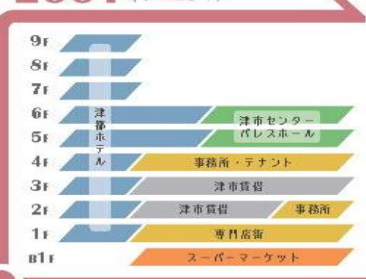 9F
8F
7F
6F
5F
津都ホテル
津市センター
パレスホール
4F
事務所・テナント
3F
津市賃借
2F
津市賃借
事務所
1F
専門店街
B1F
スーパーマーケット